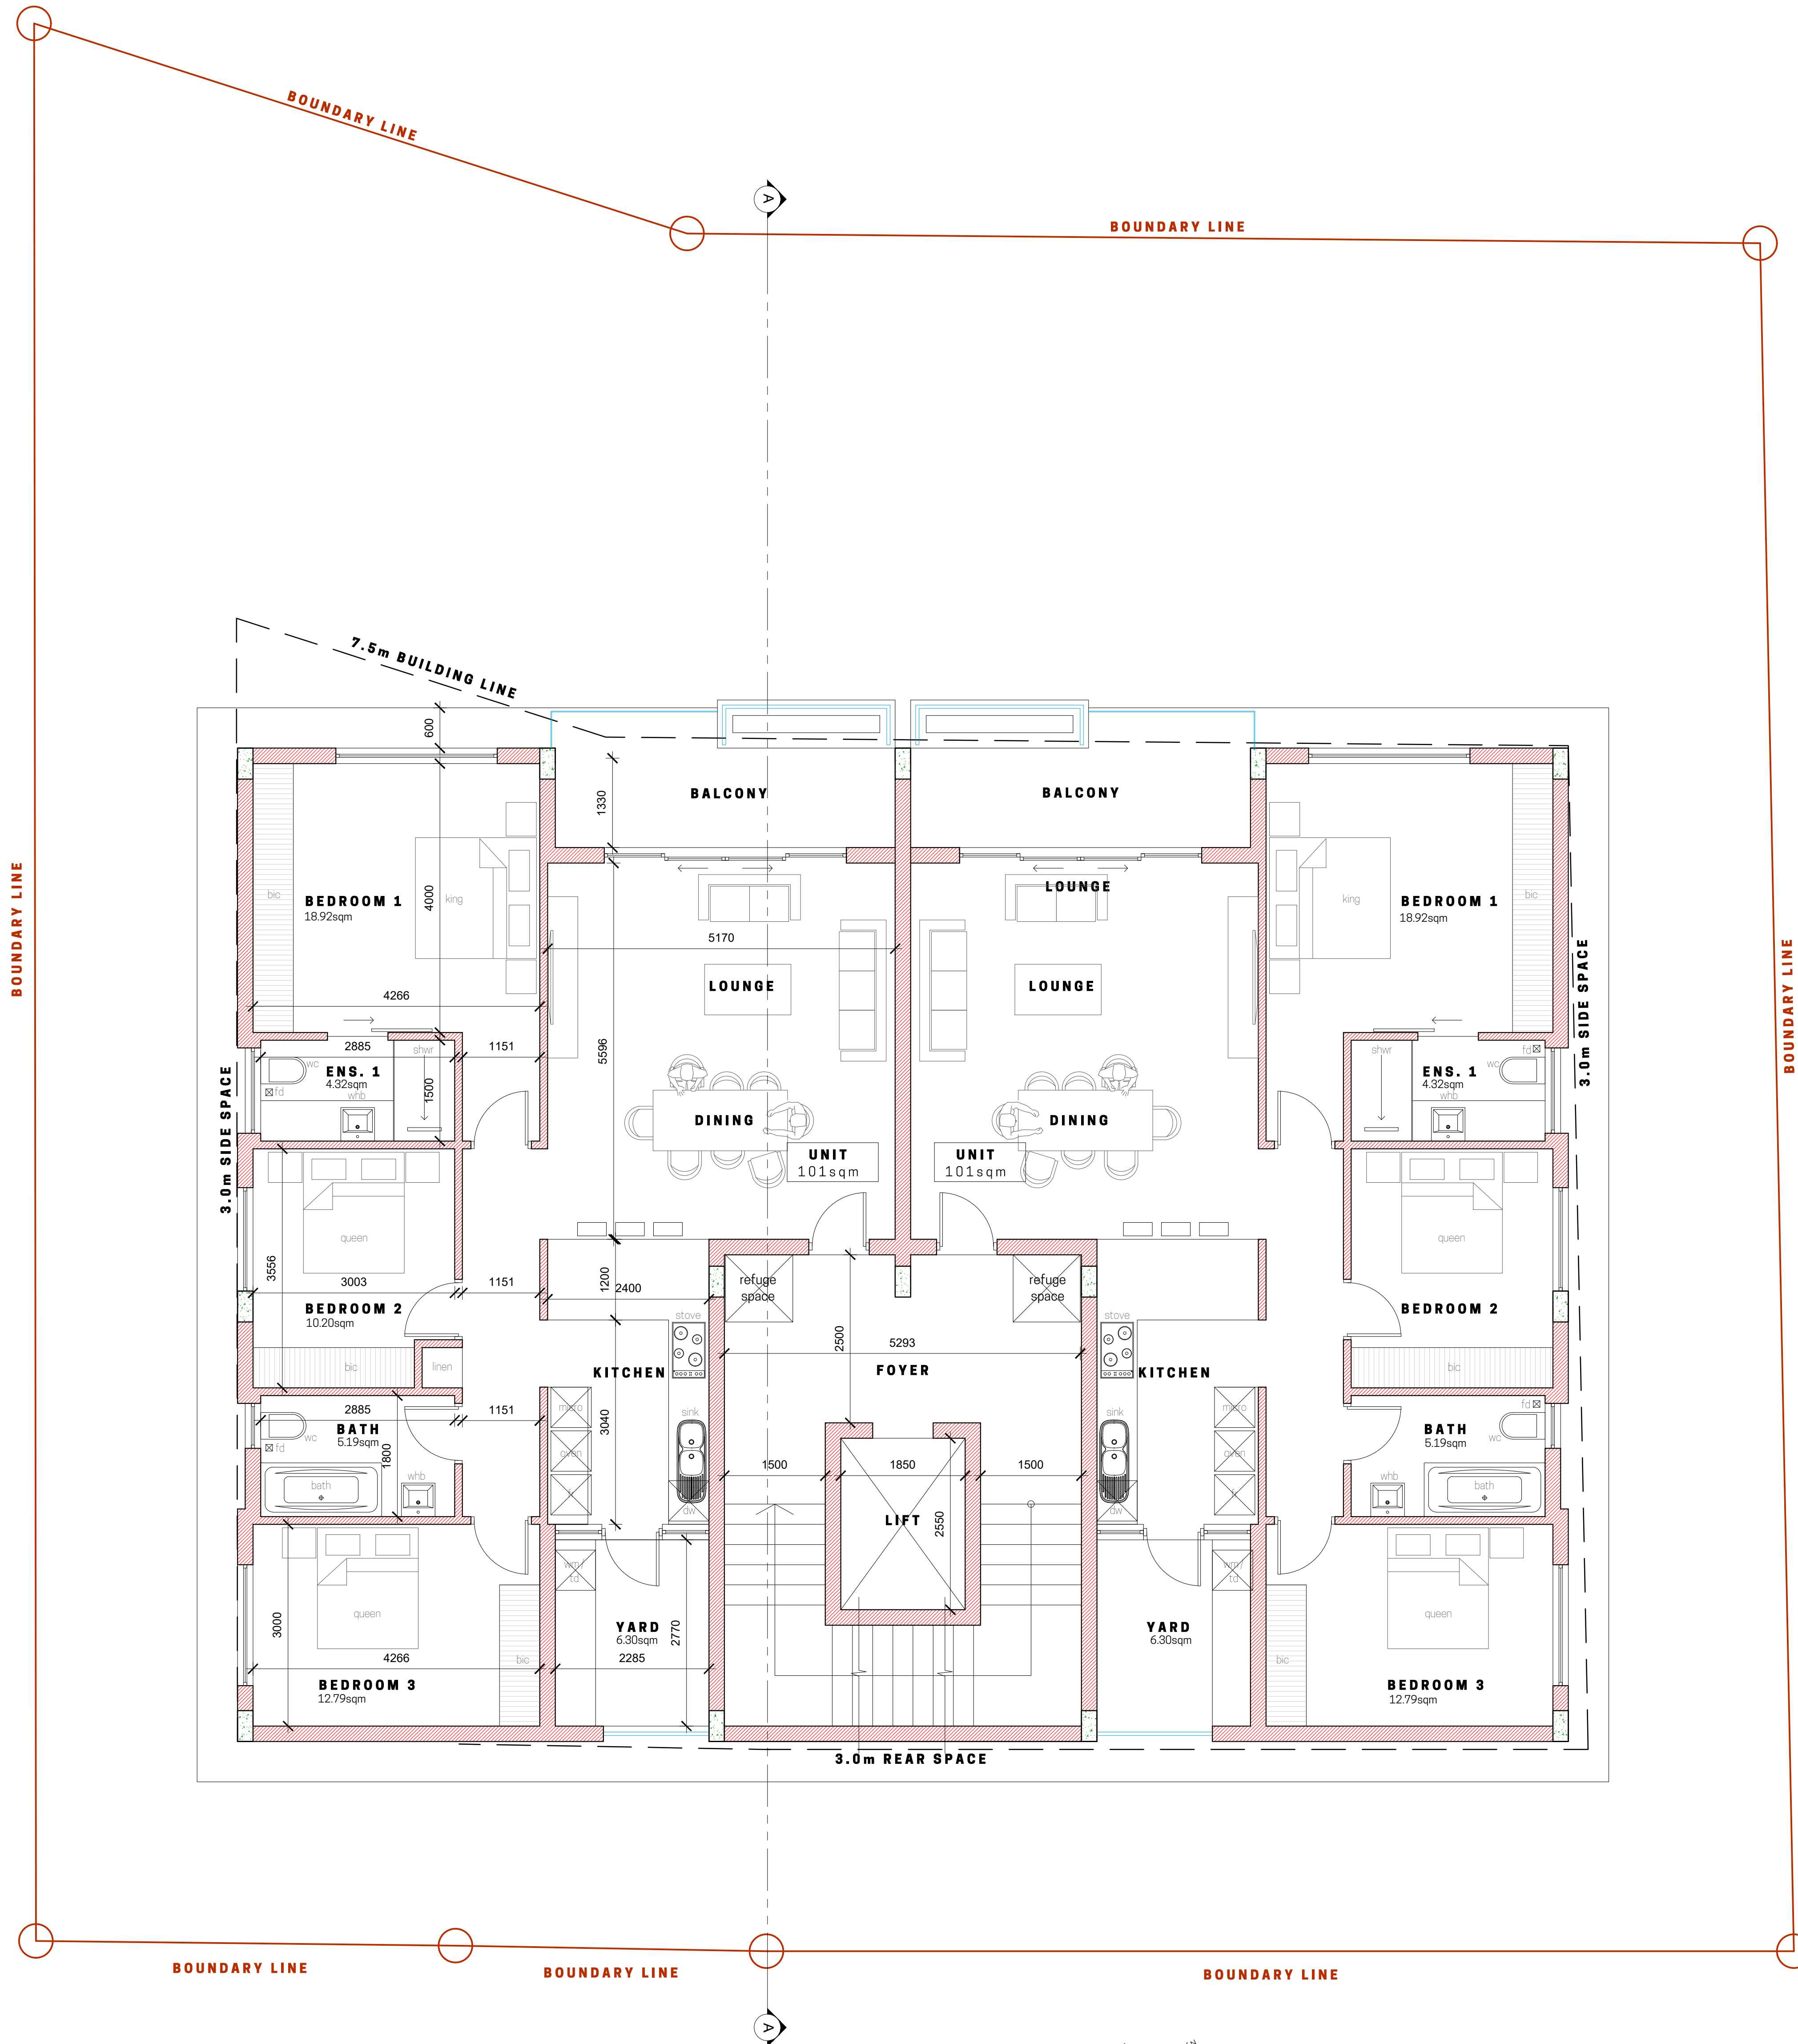 BOUNDARY LINE
A
BOUNDARY LINE
7.5m BUILDING LINE
600
BALCONY
BALCONY
1330
LOUNGE
bic
BEDROOM 1
18.92sqm
4000
king
king
BEDROOM 1
18.92sqm
bic
BOUNDARY LINE
5170
LOUNGE
LOUNGE
4266
3.0m SIDE SPACE
BOUNDARY LINE
2885
1151
5596
wc
shwr
ENS. 1
4.32sqm
fd
whb
1500
shwr
ENS. 1
4.32sqm
whb
wc
fd
3.0m SIDE SPACE
DINING
DINING
UNIT
101sqm
UNIT
101sqm
queen
queen
3556
3003
1151
1200
2400
refuge
space
refuge
space
BEDROOM 2
10.20sqm
BEDROOM 2
stove
stove
2500
5293
bic
linen
KITCHEN
FOYER
KITCHEN
bic
2885
1151
micro
micro
sink
sink
3040
BATH
5.19sqm
wc
fd
1800
oven
oven
BATH
5.19sqm
wc
fd
1500
1850
1500
bath
whb
fr
fr
whb
bath
dw
dw
LIFT
2550
wm/
td
wm/
td
queen
queen
3000
YARD
6.30sqm
2770
YARD
6.30sqm
4266
bic
2285
bic
BEDROOM 3
12.79sqm
BEDROOM 3
12.79sqm
3.0m REAR SPACE
BOUNDARY LINE
BOUNDARY LINE
BOUNDARY LINE
A